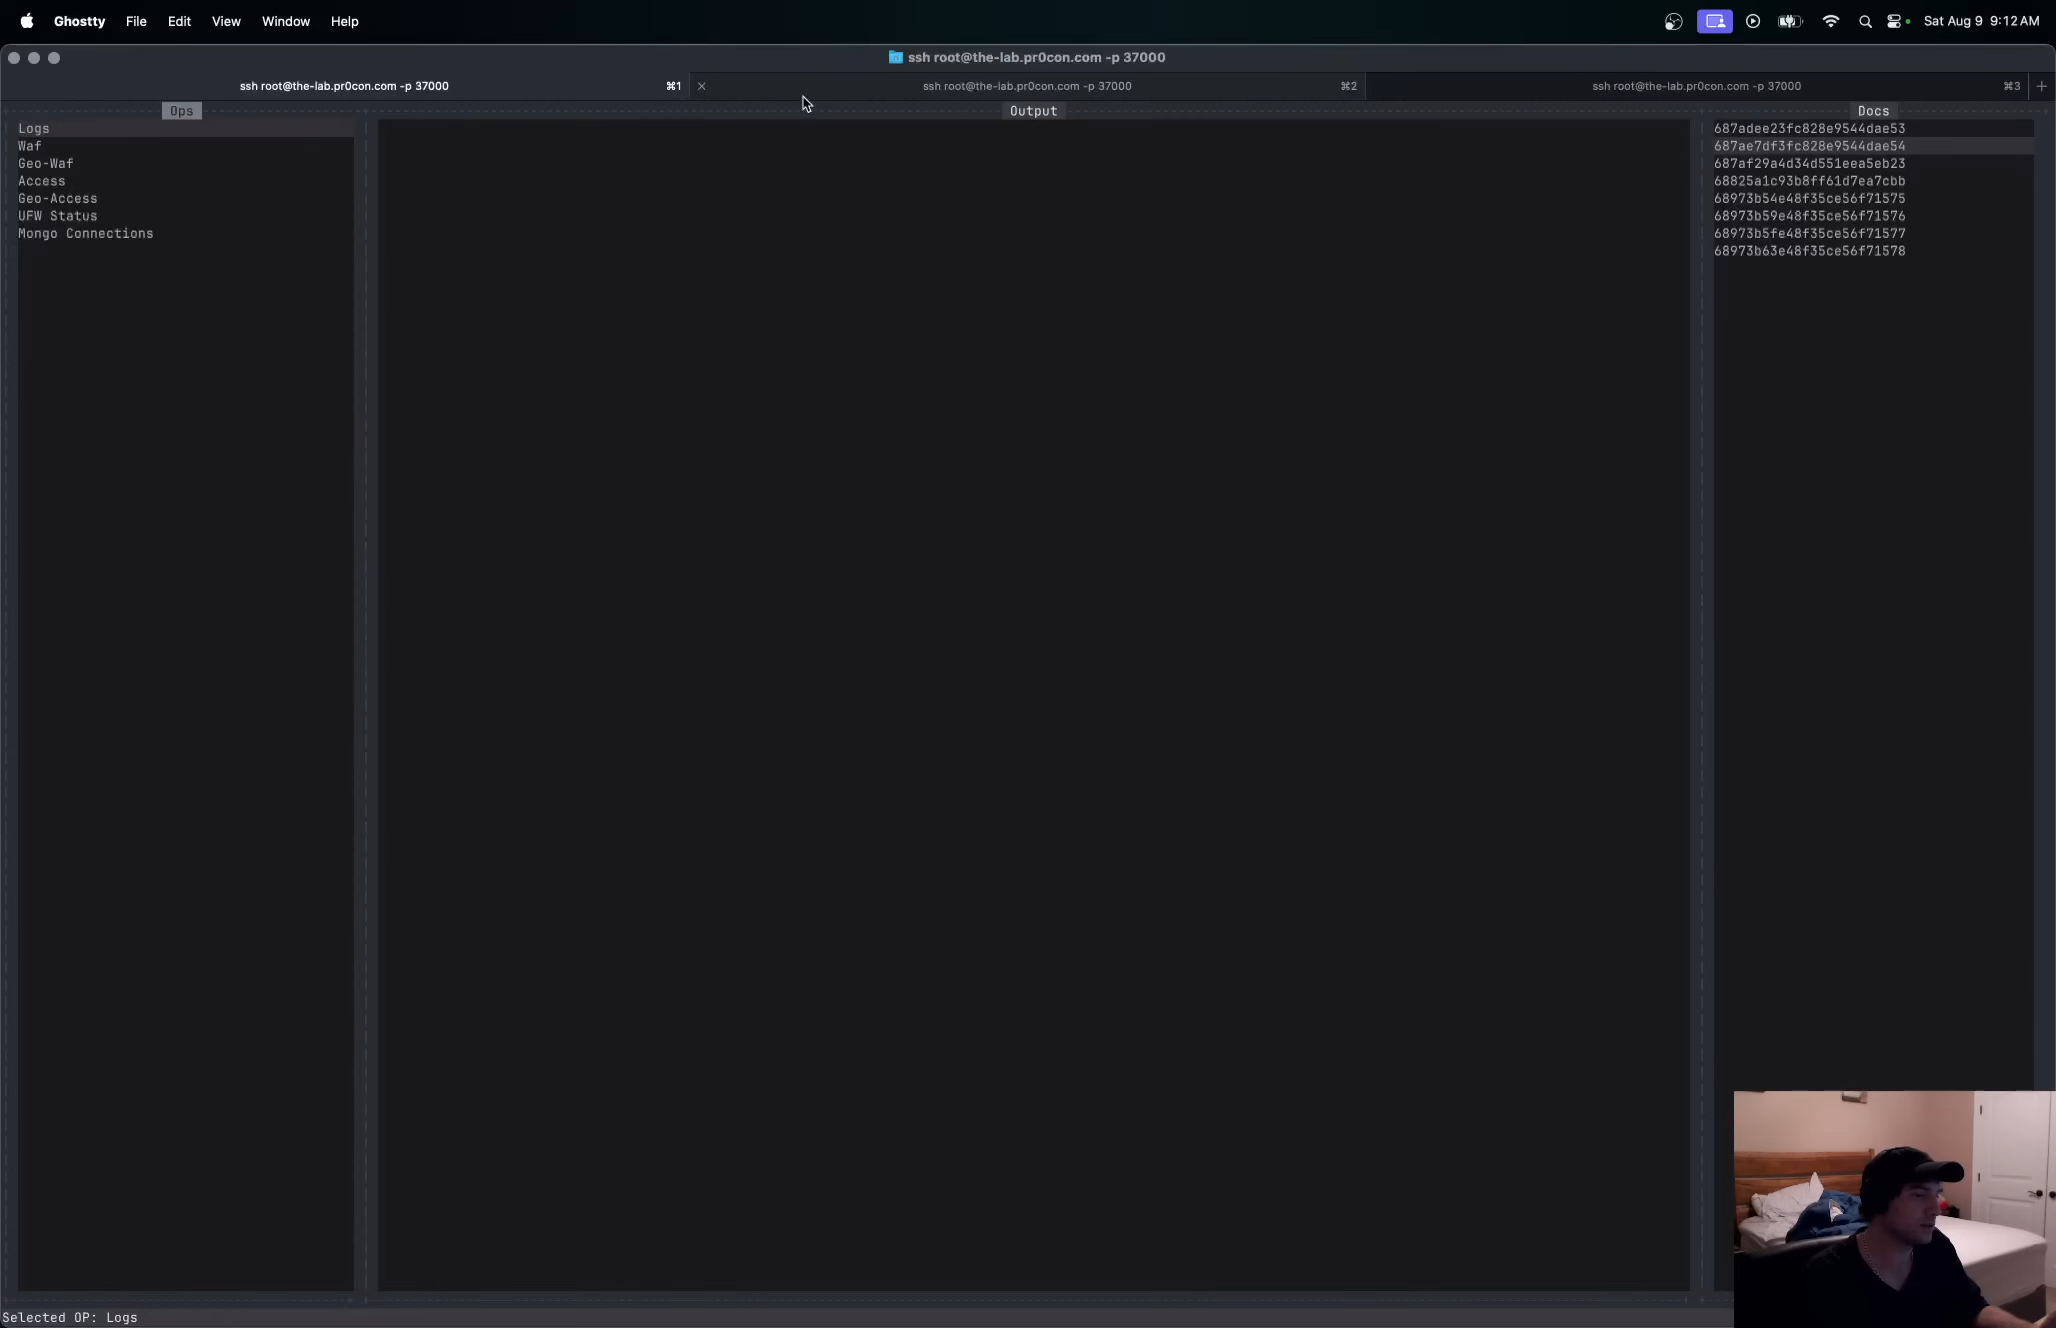 Ghostty File Edit View Window Help
Sat Aug 9 9:12 AM
ssh root@the-lab.pr0con.com -p 37000
ssh root@the-lab.pr0con.com -p 37000 ⌘1
ssh root@the-lab.pr0con.com -p 37000 ⌘2
ssh root@the-lab.pr0con.com -p 37000 ⌘3
Ops
Logs
Waf
Geo-Waf
Access
Geo-Access
UFW Status
Mongo Connections
Output
Docs
687adee23fc828e9544dae53
687ae7df3fc828e9544dae54
687af29a4d34d551eea5eb23
68825a1c93b8ff61d7ea7cbb
68973b54e48f35ce56f71575
68973b59e48f35ce56f71576
68973b5fe48f35ce56f71577
68973b63e48f35ce56f71578
Selected OP: Logs